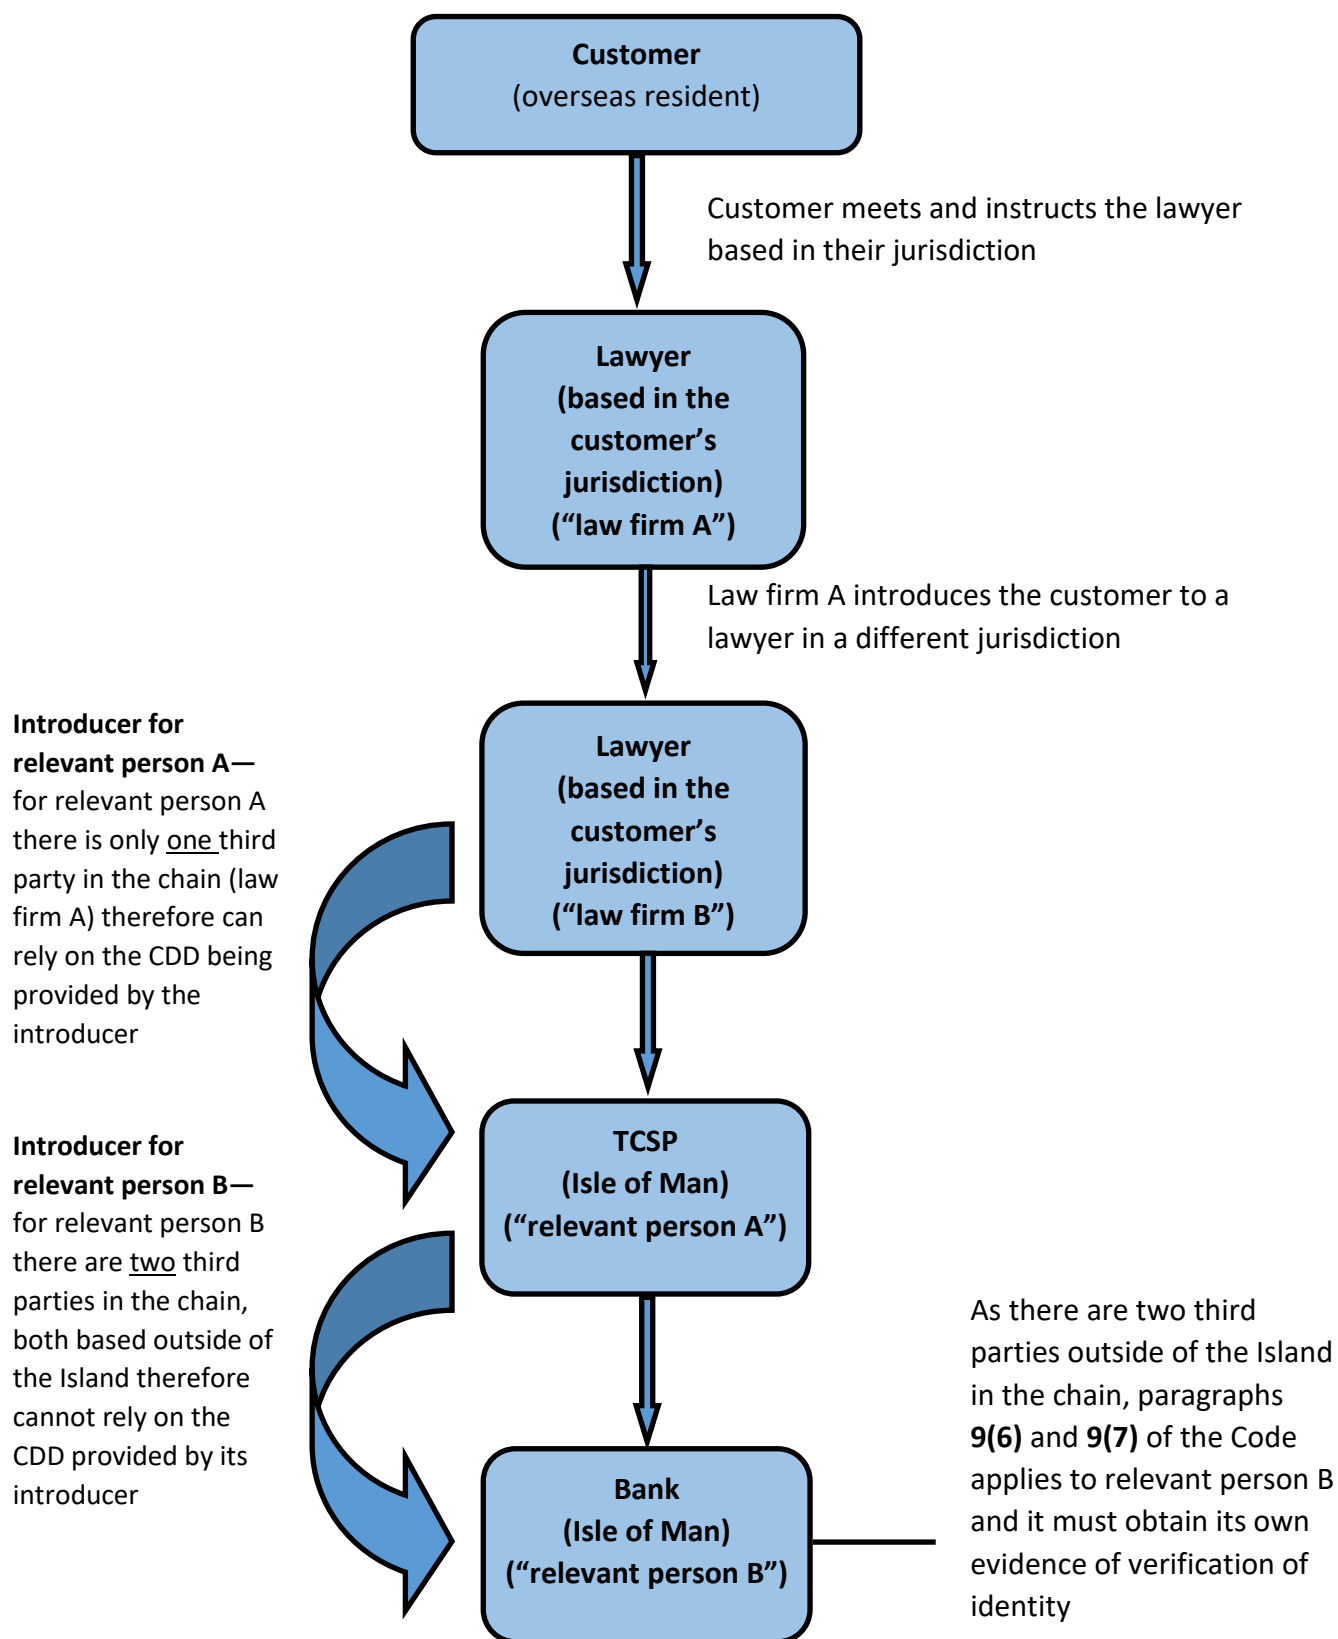 Customer
(overseas resident)
Customer meets and instructs the lawyer
based in their jurisdiction
Lawyer
(based in the
customer’s
jurisdiction)
(“law firm A”)
Law firm A introduces the customer to a
lawyer in a different jurisdiction
Introducer for
relevant person A—
for relevant person A
there is only one third
party in the chain (law
firm A) therefore can
rely on the CDD being
provided by the
introducer
Lawyer
(based in the
customer’s
jurisdiction)
(“law firm B”)
TCSP
(Isle of Man)
(“relevant person A”)
Introducer for
relevant person B—
for relevant person B
there are two third
parties in the chain,
both based outside of
the Island therefore
cannot rely on the
CDD provided by its
introducer
Bank
(Isle of Man)
(“relevant person B”)
As there are two third
parties outside of the Island
in the chain, paragraphs
9(6) and 9(7) of the Code
applies to relevant person B
and it must obtain its own
evidence of verification of
identity